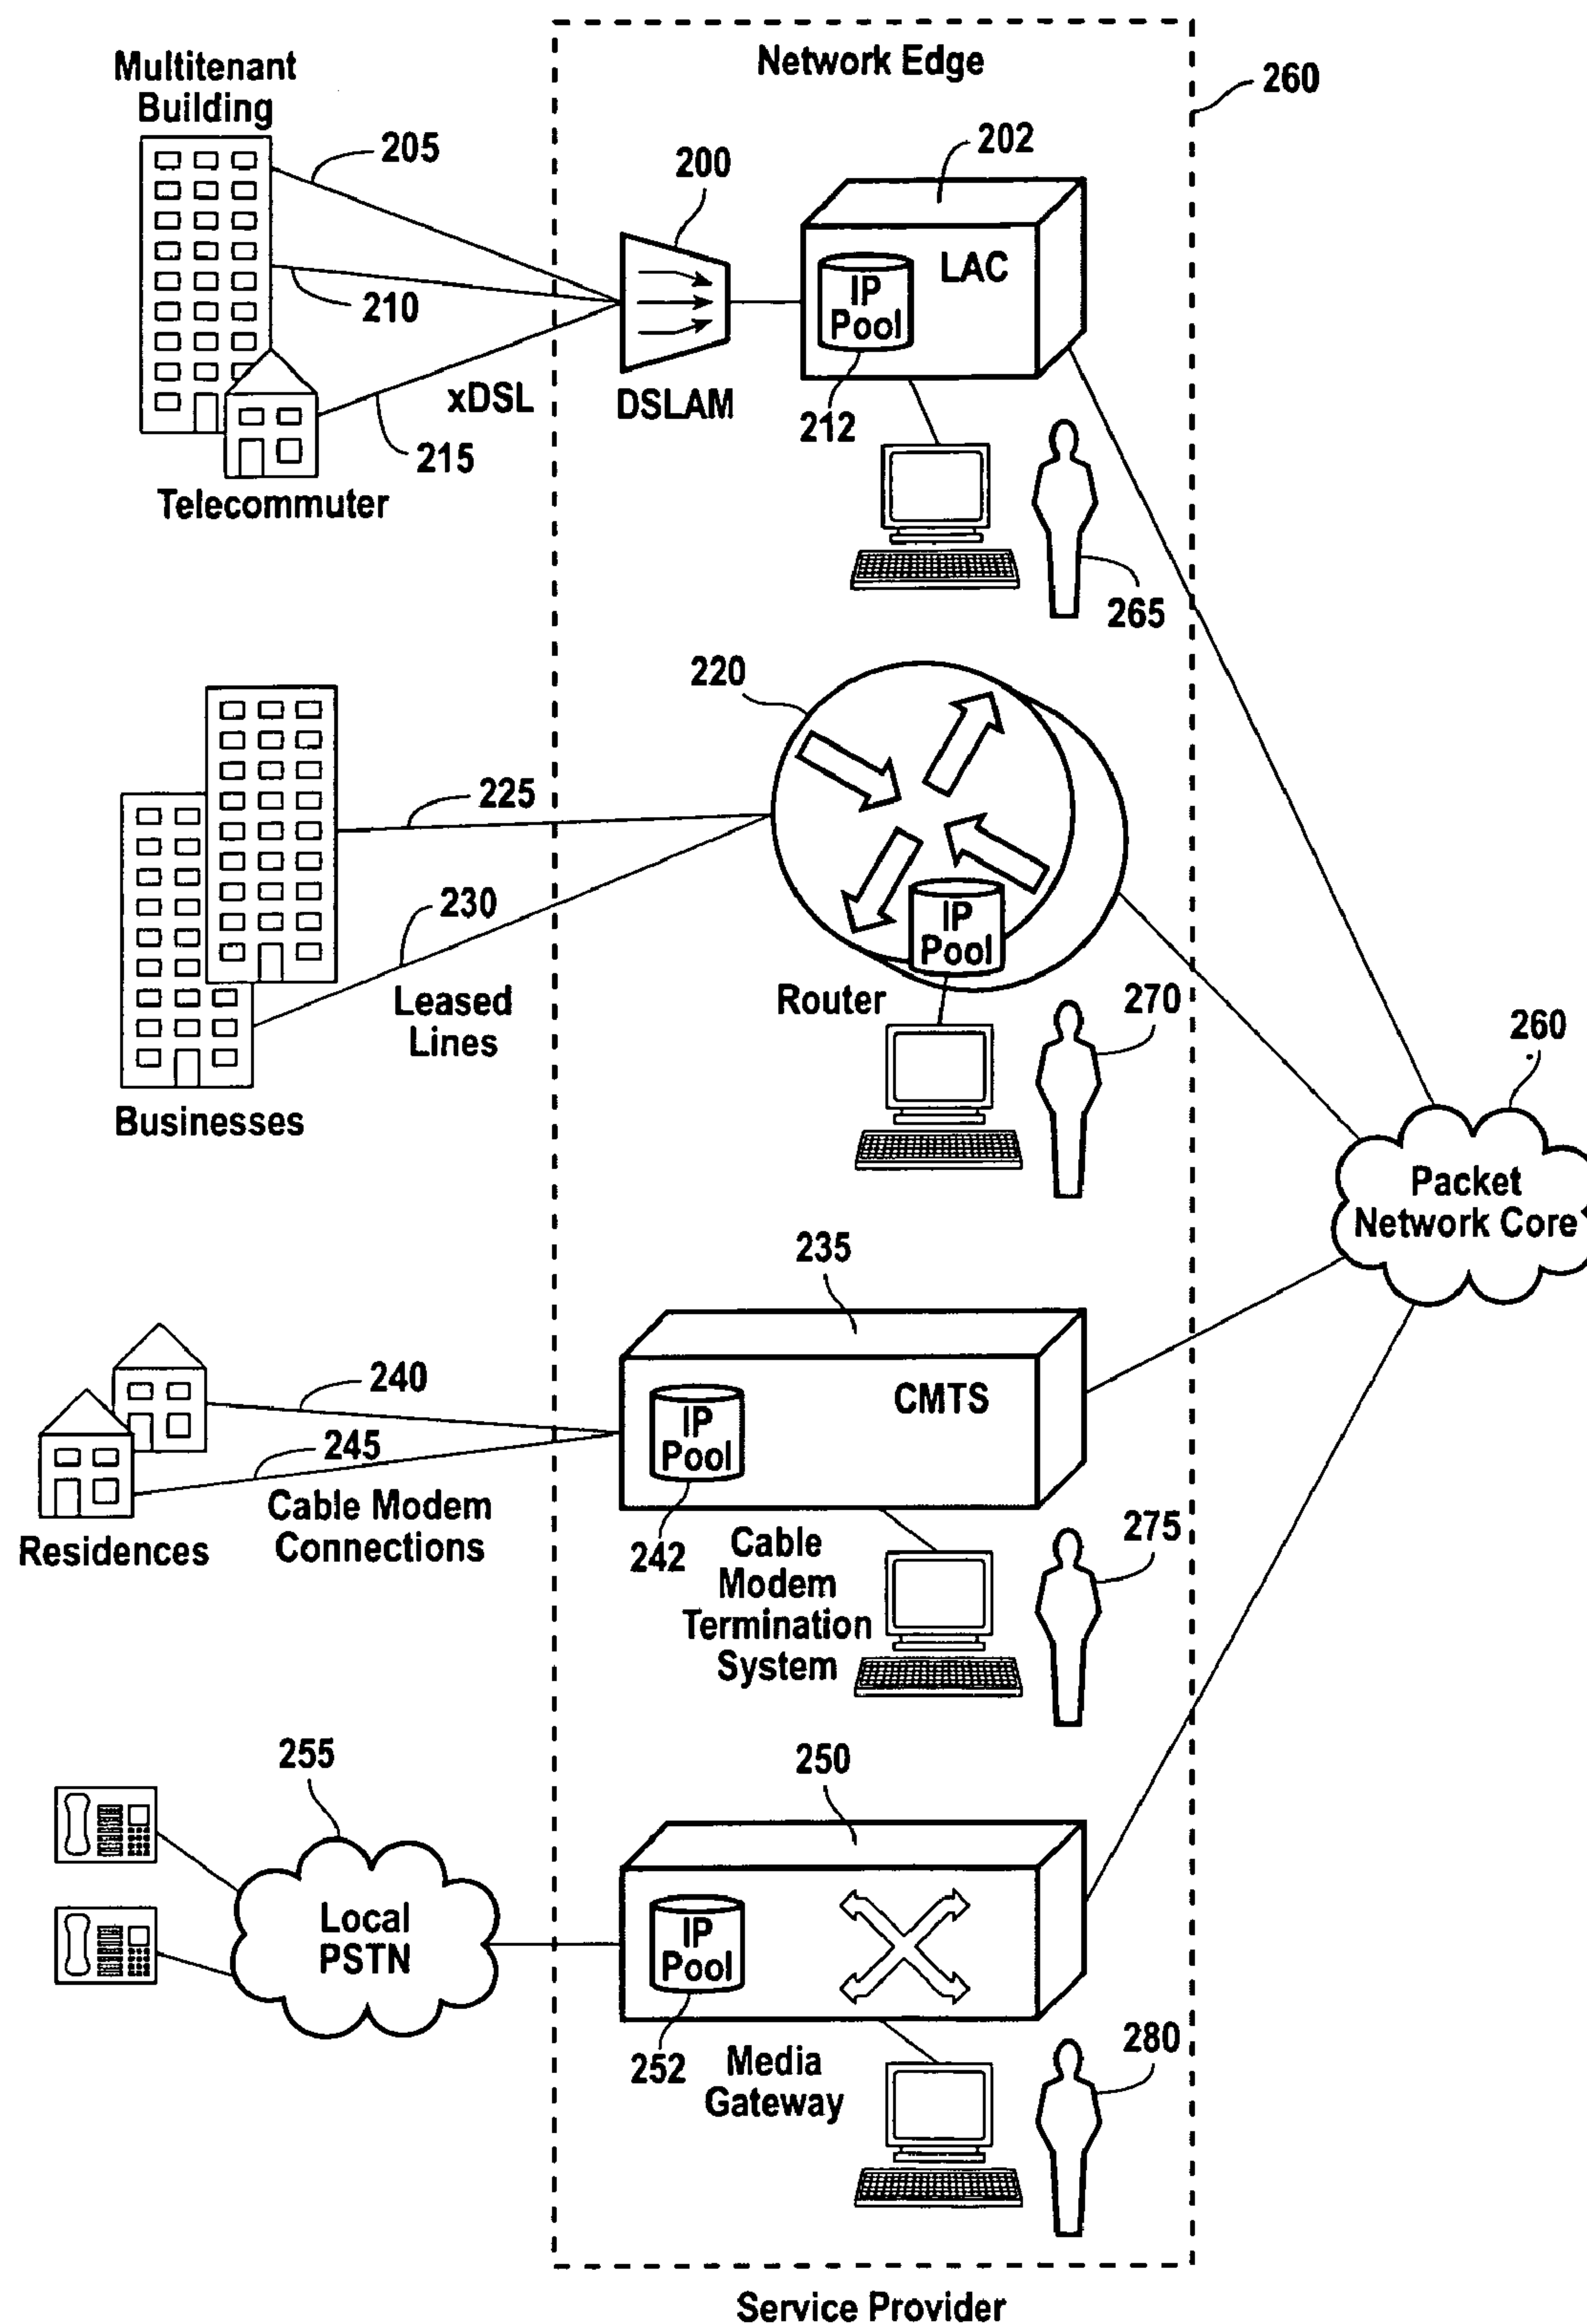 Network Edge
260
Multitenant
Building
205
200
202
LAC
IP
Pool
210
xDSL
DSLAM
212
215
Telecommuter
265
220
225
IP
Pool
230
Leased
Lines
Router
270
Businesses
260
Packet
Network Core
235
240
CMTS
IP
Pool
245
Cable Modem
Connections
Residences
242
Cable
Modem
Termination
System
275
255
250
Local
PSTN
IP
Pool
252
Media
Gateway
280
Service Provider